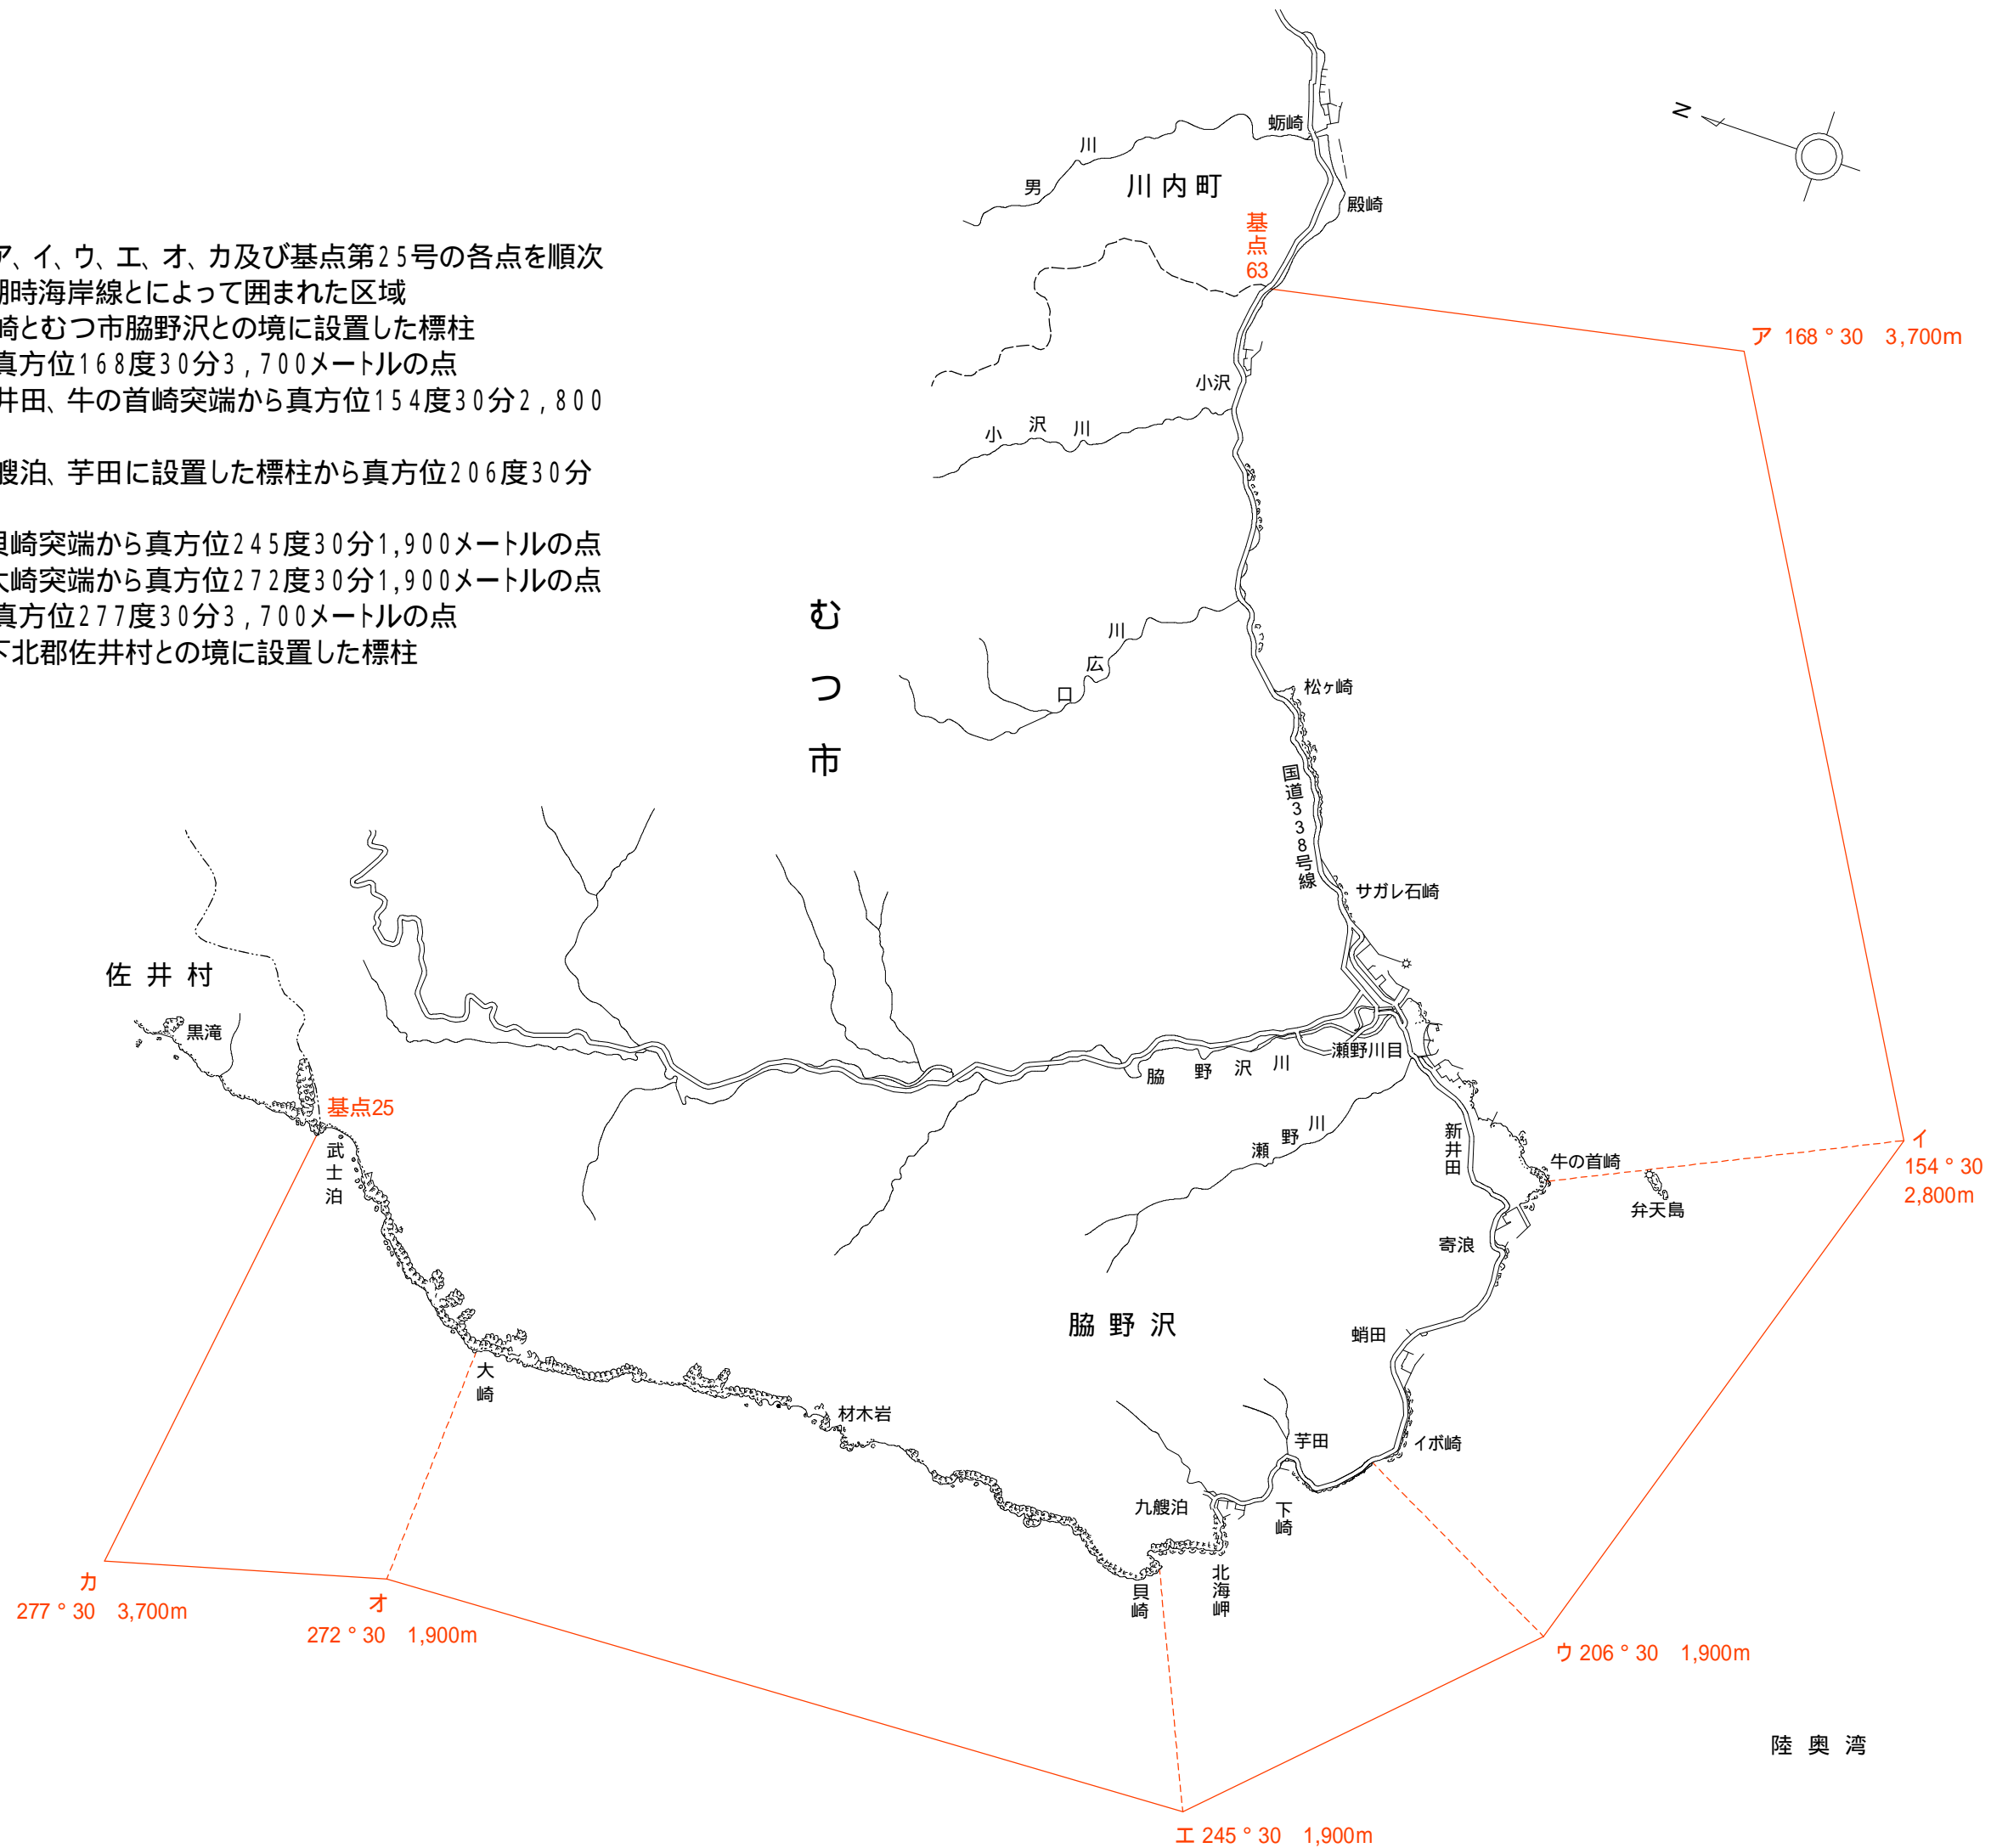 ア、イ、ウ、エ、オ、カ及び基点第25号の各点を順次
潮時海岸線とによって囲まれた区域
崎とむつ市脇野沢との境に設置した標柱
真方位168度30分3,700メートルの点
井田、牛の首崎突端から真方位154度30分2,800
艘泊、芋田に設置した標柱から真方位206度30分
貝崎突端から真方位245度30分1,900メートルの点
大崎突端から真方位272度30分1,900メートルの点
真方位277度30分3,700メートルの点
下北郡佐井村との境に設置した標柱
N
蛎崎
男川
川内町
殿崎
基点63
ア 168°30 3,700m
小沢
小沢川
むつ市
口広川
松ヶ崎
国道338号線
サガレ石崎
佐井村
黒滝
基点25
武士泊
脇野沢川
瀬野川目
瀬野川
新井田
牛の首崎
弁天島
イ
154°30
2,800m
寄浪
脇野沢
蛸田
大崎
材木岩
芋田
イボ崎
九艘泊
下崎
北海岬
貝崎
カ
277°30 3,700m
オ
272°30 1,900m
ウ 206°30 1,900m
陸奥湾
エ 245°30 1,900m